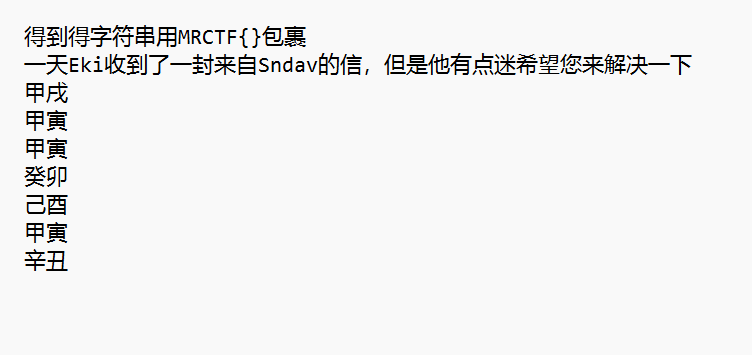 得到得字符串用MRCTF{}包裹
一天Eki收到了一封来自Sndav的信，但是他有点迷希望您来解决一下
甲戌
甲寅
甲寅
癸卯
己酉
甲寅
辛丑